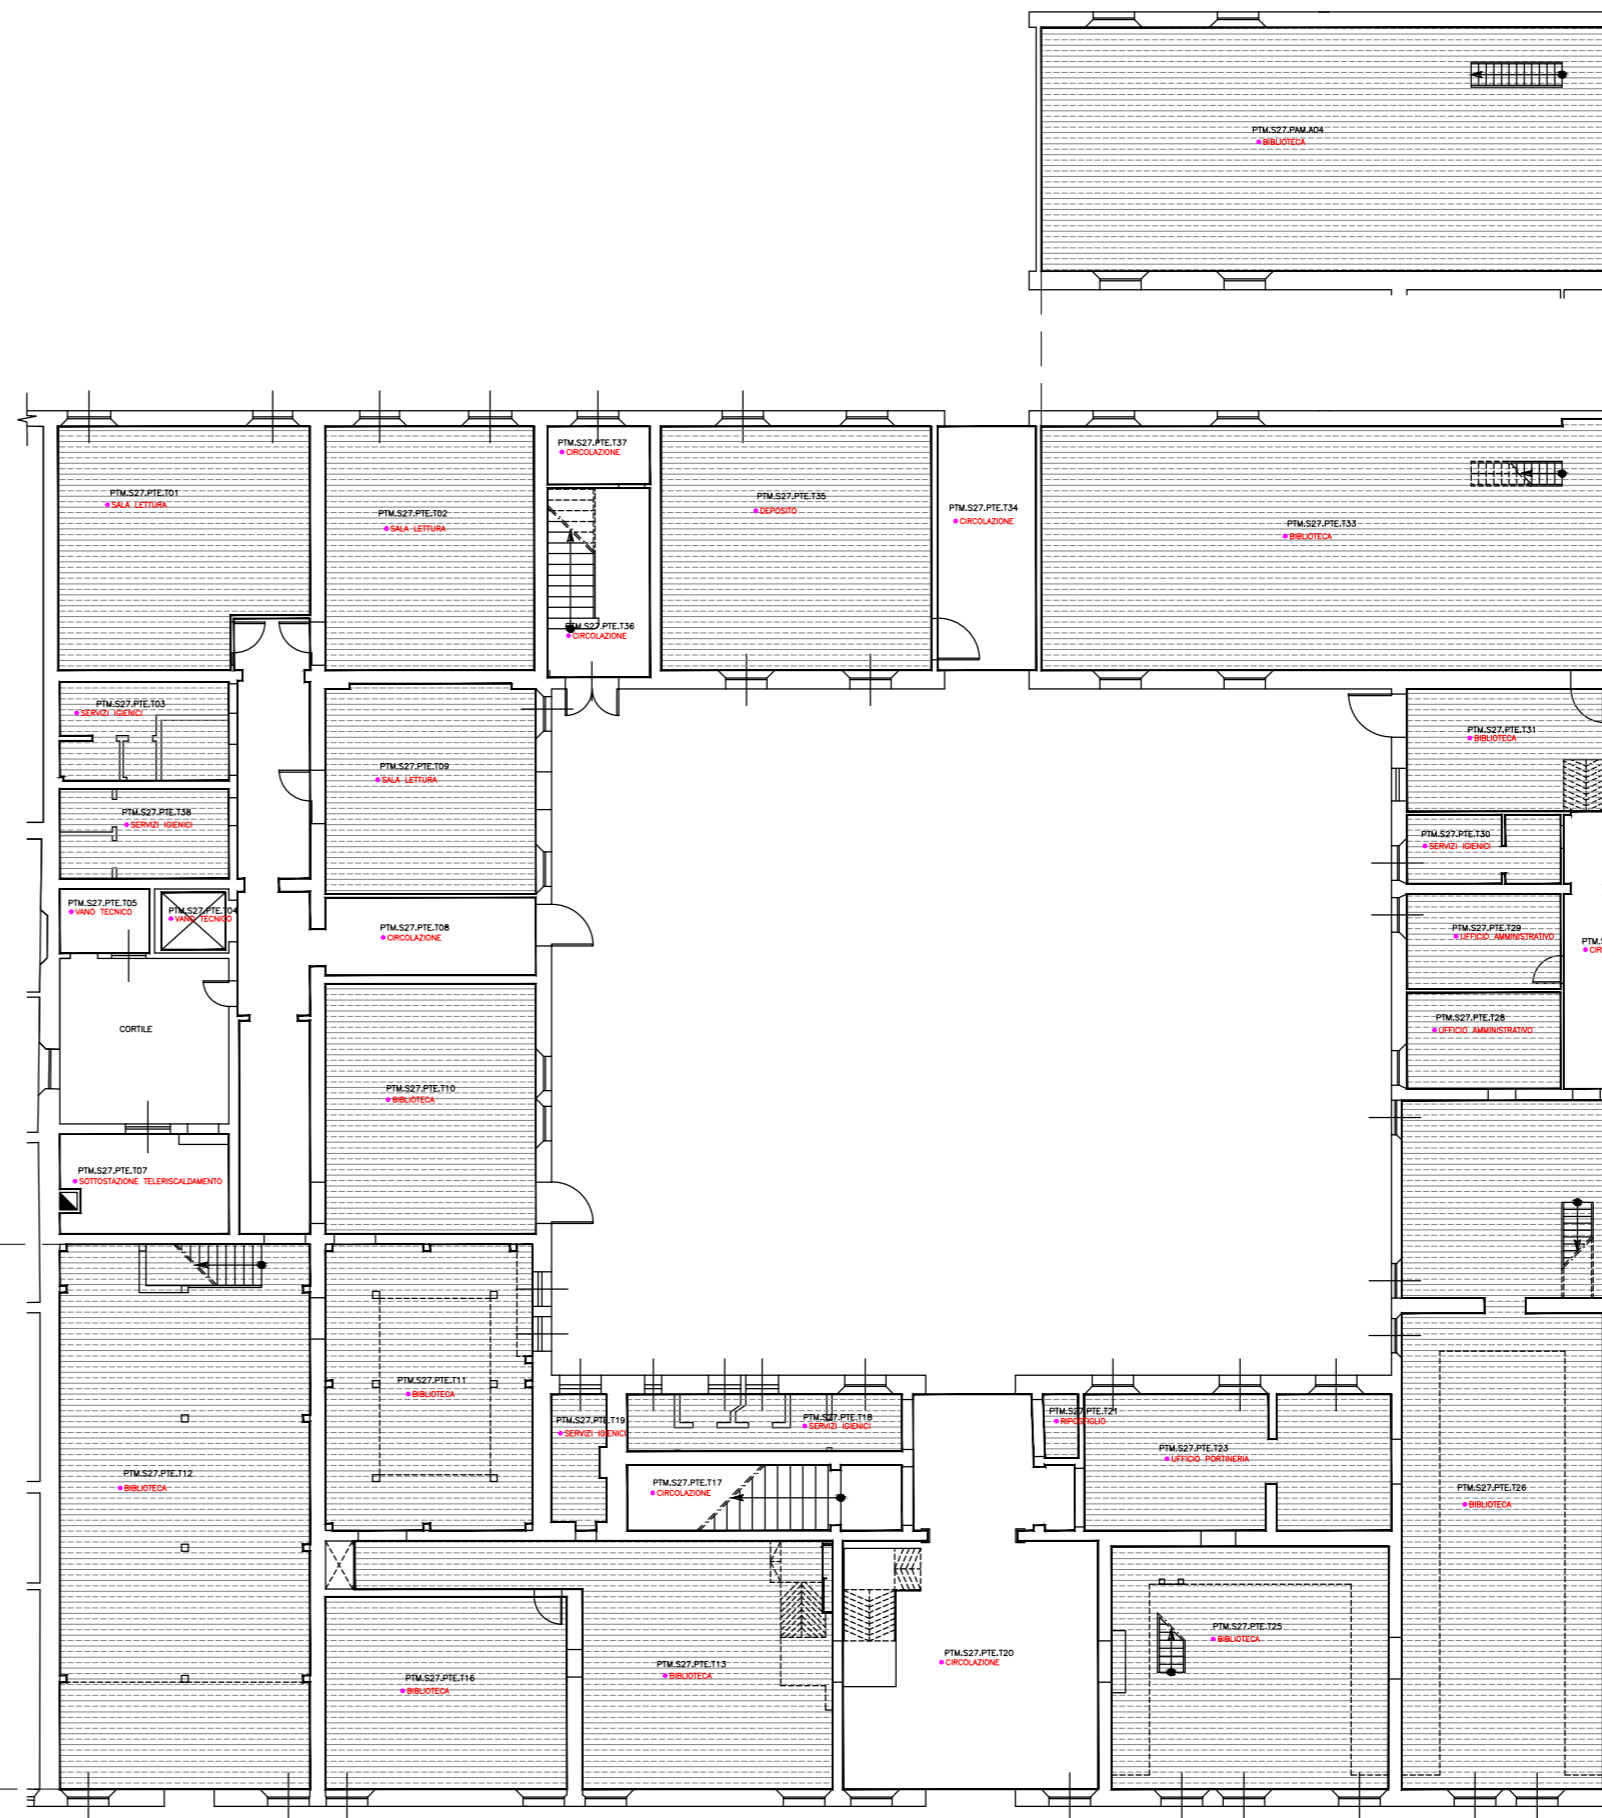 PTM.S27.PAM.A04
BIBLIOTECA
PTM.S27.PTE.T37
CIRCOLAZIONE
PTM.S27.PTE.T01
SALA LETTURA
PTM.S27.PTE.T02
SALA LETTURA
PTM.S27.PTE.T35
DEPOSITO
PTM.S27.PTE.T34
CIRCOLAZIONE
PTM.S27.PTE.T33
BIBLIOTECA
PTM.S27.PTE.T36
CIRCOLAZIONE
PTM.S27.PTE.T03
SERVIZI IGIENICI
PTM.S27.PTE.T31
BIBLIOTECA
PTM.S27.PTE.T09
SALA LETTURA
PTM.S27.PTE.T38
SERVIZI IGIENICI
PTM.S27.PTE.T30
SERVIZI IGIENICI
PTM.S27.PTE.T05
VANO TECNICO
PTM.S27.PTE.T04
VANO TECNICO
PTM.S27.PTE.T08
CIRCOLAZIONE
PTM.S27.PTE.T29
UFFICIO AMMINISTRATIVO
PTM.S
CIR
CORTILE
PTM.S27.PTE.T28
UFFICIO AMMINISTRATIVO
PTM.S27.PTE.T10
BIBLIOTECA
PTM.S27.PTE.T07
SOTTOSTAZIONE TELERISCALDAMENTO
PTM.S27.PTE.T11
BIBLIOTECA
PTM.S27.PTE.T19
SERVIZI IGIENICI
PTM.S27.PTE.T18
SERVIZI IGIENICI
PTM.S27.PTE.T21
RIPOSTIGLIO
PTM.S27.PTE.T23
UFFICIO PORTINERIA
PTM.S27.PTE.T12
BIBLIOTECA
PTM.S27.PTE.T17
CIRCOLAZIONE
PTM.S27.PTE.T26
BIBLIOTECA
PTM.S27.PTE.T25
BIBLIOTECA
PTM.S27.PTE.T20
CIRCOLAZIONE
PTM.S27.PTE.T13
BIBLIOTECA
PTM.S27.PTE.T16
BIBLIOTECA